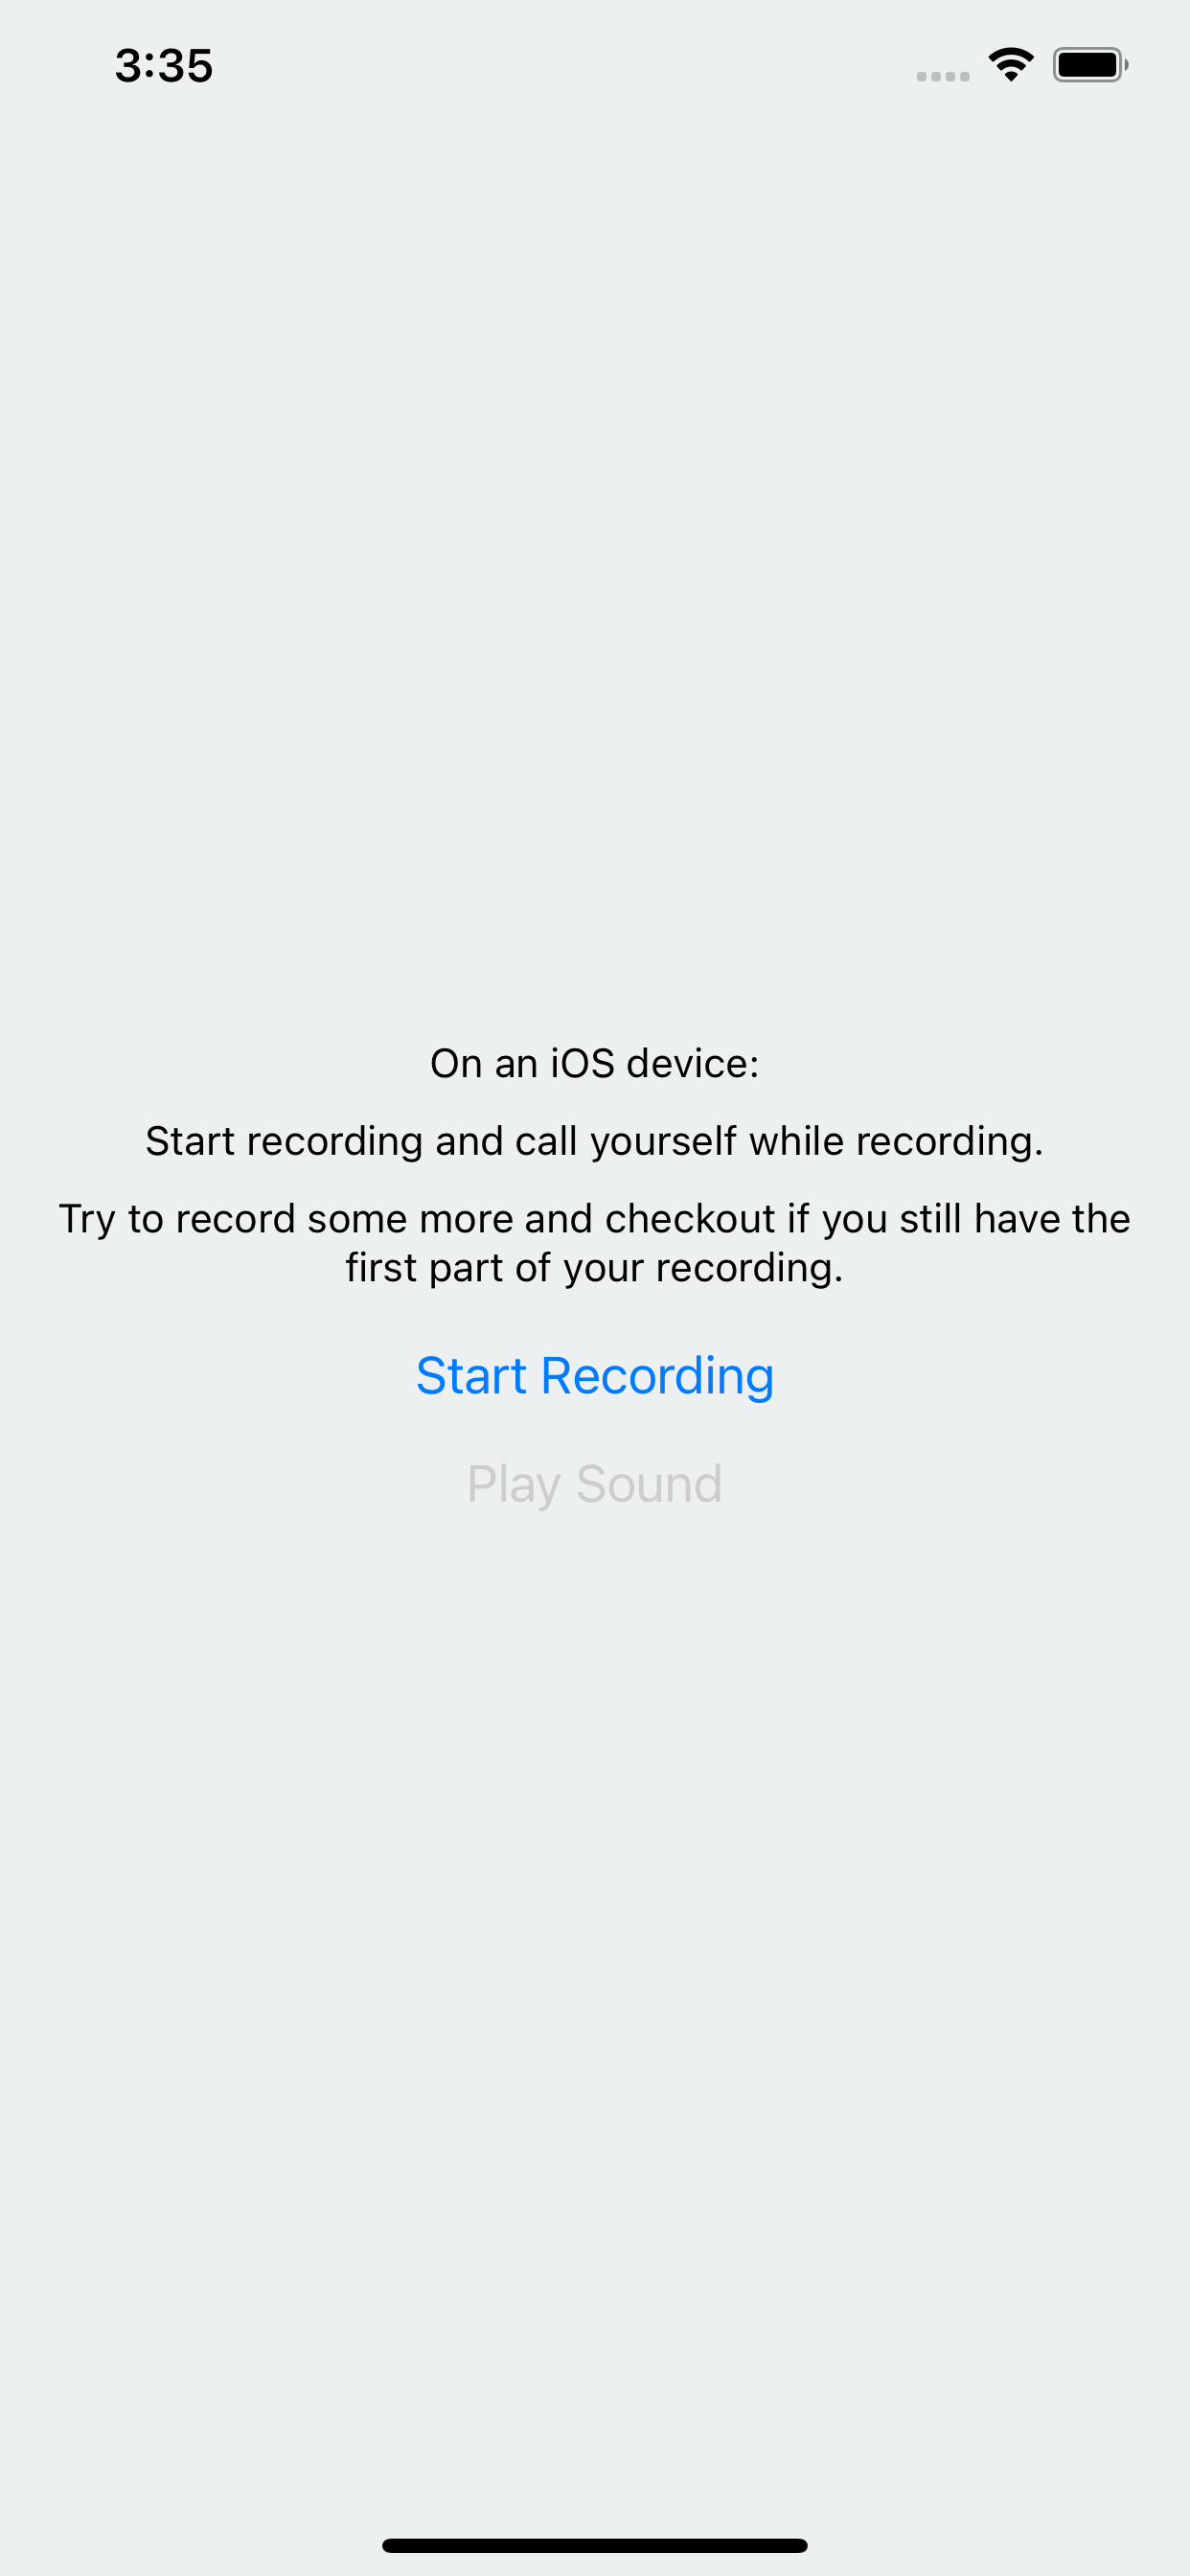 3:35
On an iOS device:
Start recording and call yourself while recording.
Try to record some more and checkout if you still have the
first part of your recording.
Start Recording
Play Sound